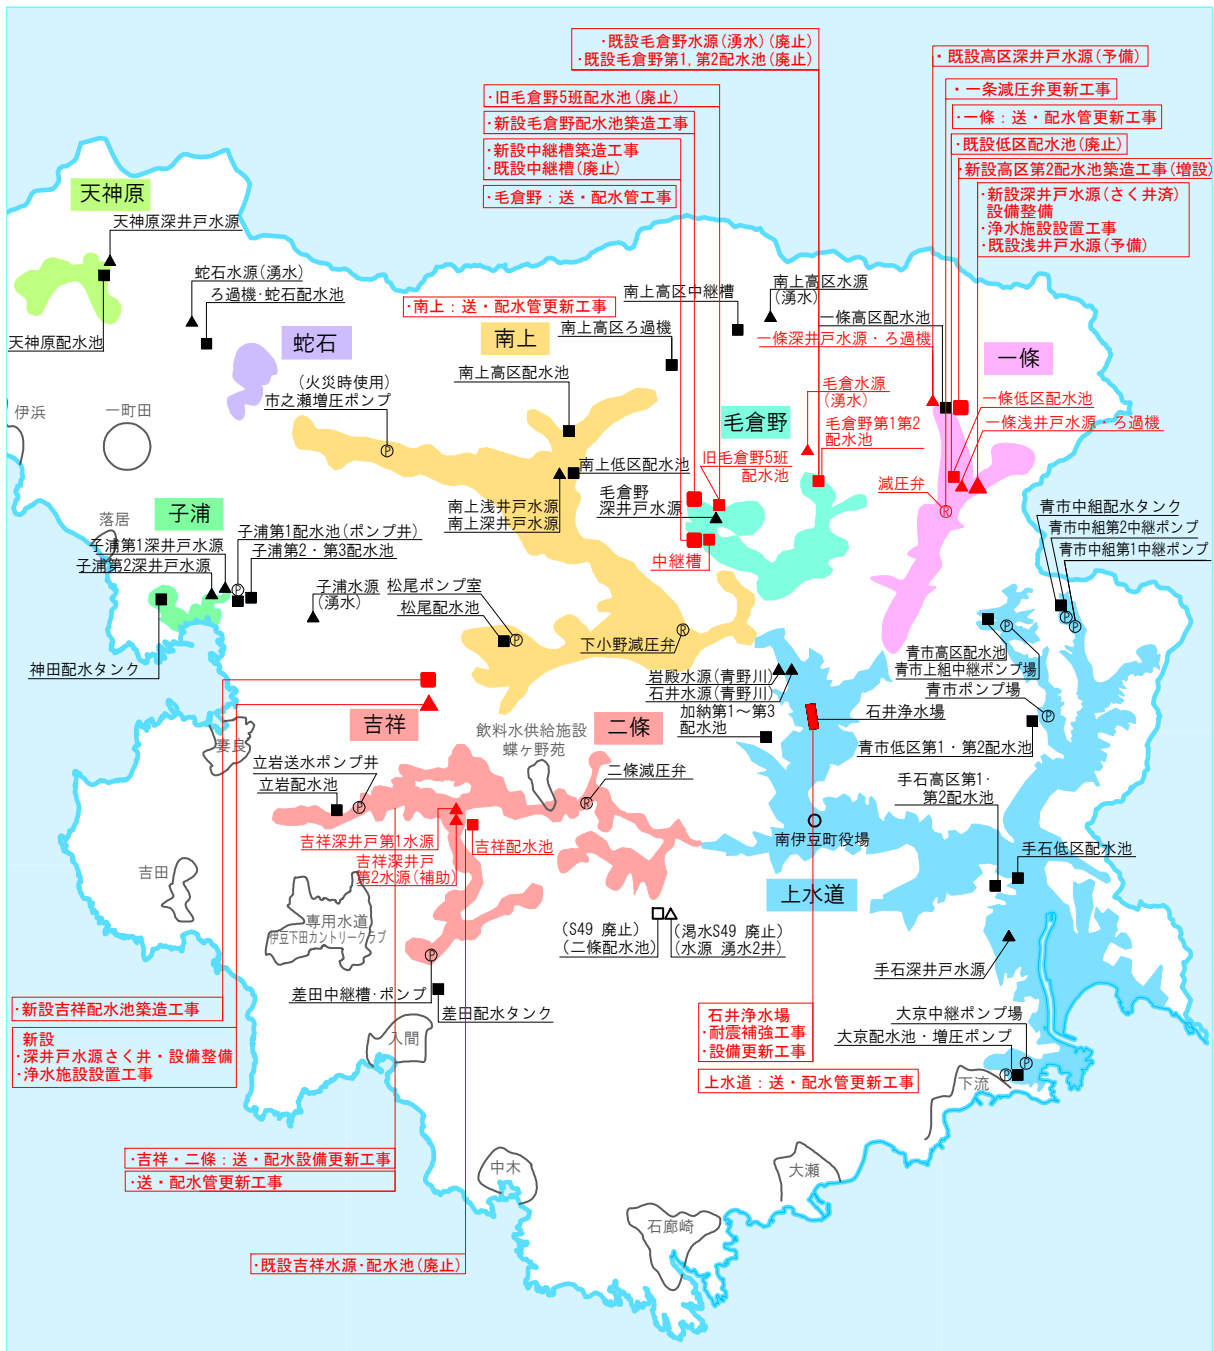 ・既設毛倉野水源(湧水)(廃止)
・既設毛倉野第1,第2配水池(廃止)
・既設高区深井戸水源(予備)
・旧毛倉野5班配水池(廃止)
・一条減圧弁更新工事
・新設毛倉野配水池築造工事
・一條：送・配水管更新工事
・新設中継槽築造工事
・既設中継槽(廃止)
・既設低区配水池(廃止)
・新設高区第2配水池築造工事(増設)
・毛倉野：送・配水管工事
・新設深井戸水源(さく井済)
設備整備
・浄水施設設置工事
・既設浅井戸水源(予備)
天神原
天神原深井戸水源
蛇石水源(湧水)
ろ過機・蛇石配水池
天神原配水池
・南上：送・配水管更新工事
南上高区中継槽
南上高区水源
(湧水)
一條高区配水池
南上高区ろ過機
一條深井戸水源・ろ過機
蛇石
南上
一條
南上高区配水池
(火災時使用)
市之瀬増圧ポンプ
毛倉水源
(湧水)
一條低区配水池
伊浜
一町田
毛倉野
毛倉野第1第2
配水池
一條浅井戸水源・ろ過機
南上低区配水池
旧毛倉野5班
配水池
減圧弁
毛倉野
深井戸水源
南上浅井戸水源
南上深井戸水源
青市中組配水タンク
青市中組第2中継ポンプ
青市中組第1中継ポンプ
子浦
落居
子浦第1配水池(ポンプ井)
子浦第1深井戸水源
子浦第2・第3配水池
子浦第2深井戸水源
中継槽
子浦水源
(湧水)
松尾ポンプ室
松尾配水池
下小野減圧弁
神田配水タンク
青市高区配水池
青市上組中継ポンプ場
岩殿水源(青野川)
石井水源(青野川)
青市ポンプ場
加納第1～第3
配水池
石井浄水場
吉祥
二條
飲料水供給施設
蝶ヶ野苑
妻良
青市低区第1・第2配水池
立岩送水ポンプ井
立岩配水池
二條減圧弁
手石高区第1・
第2配水池
南伊豆町役場
吉祥深井戸第1水源
吉祥配水池
手石低区配水池
吉祥深井戸
第2水源(補助)
吉田
上水道
専用水道
伊豆下田カントリークラブ
(S49 廃止)
(二條配水池)
(渇水S49 廃止)
(水源 湧水2井)
手石深井戸水源
差田中継槽・ポンプ
差田配水タンク
・新設吉祥配水池築造工事
石井浄水場
・耐震補強工事
・設備更新工事
大京中継ポンプ場
大京配水池・増圧ポンプ
新設
・深井戸水源さく井・設備整備
・浄水施設設置工事
入間
上水道：送・配水管更新工事
下流
・吉祥・二條：送・配水設備更新工事
・送・配水管更新工事
中木
大瀬
石廊崎
・既設吉祥水源・配水池(廃止)
P
P
P
P
P
P
P
P
P
P
P
R
R
R